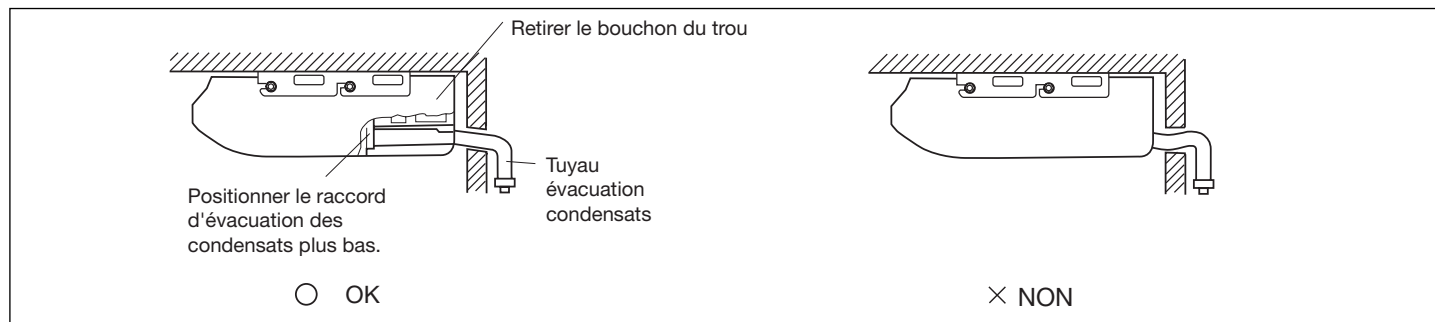 Retirer le bouchon du trou
Tuyau
évacuation
condensats
Positionner le raccord
d'évacuation des
condensats plus bas.
OK
NON